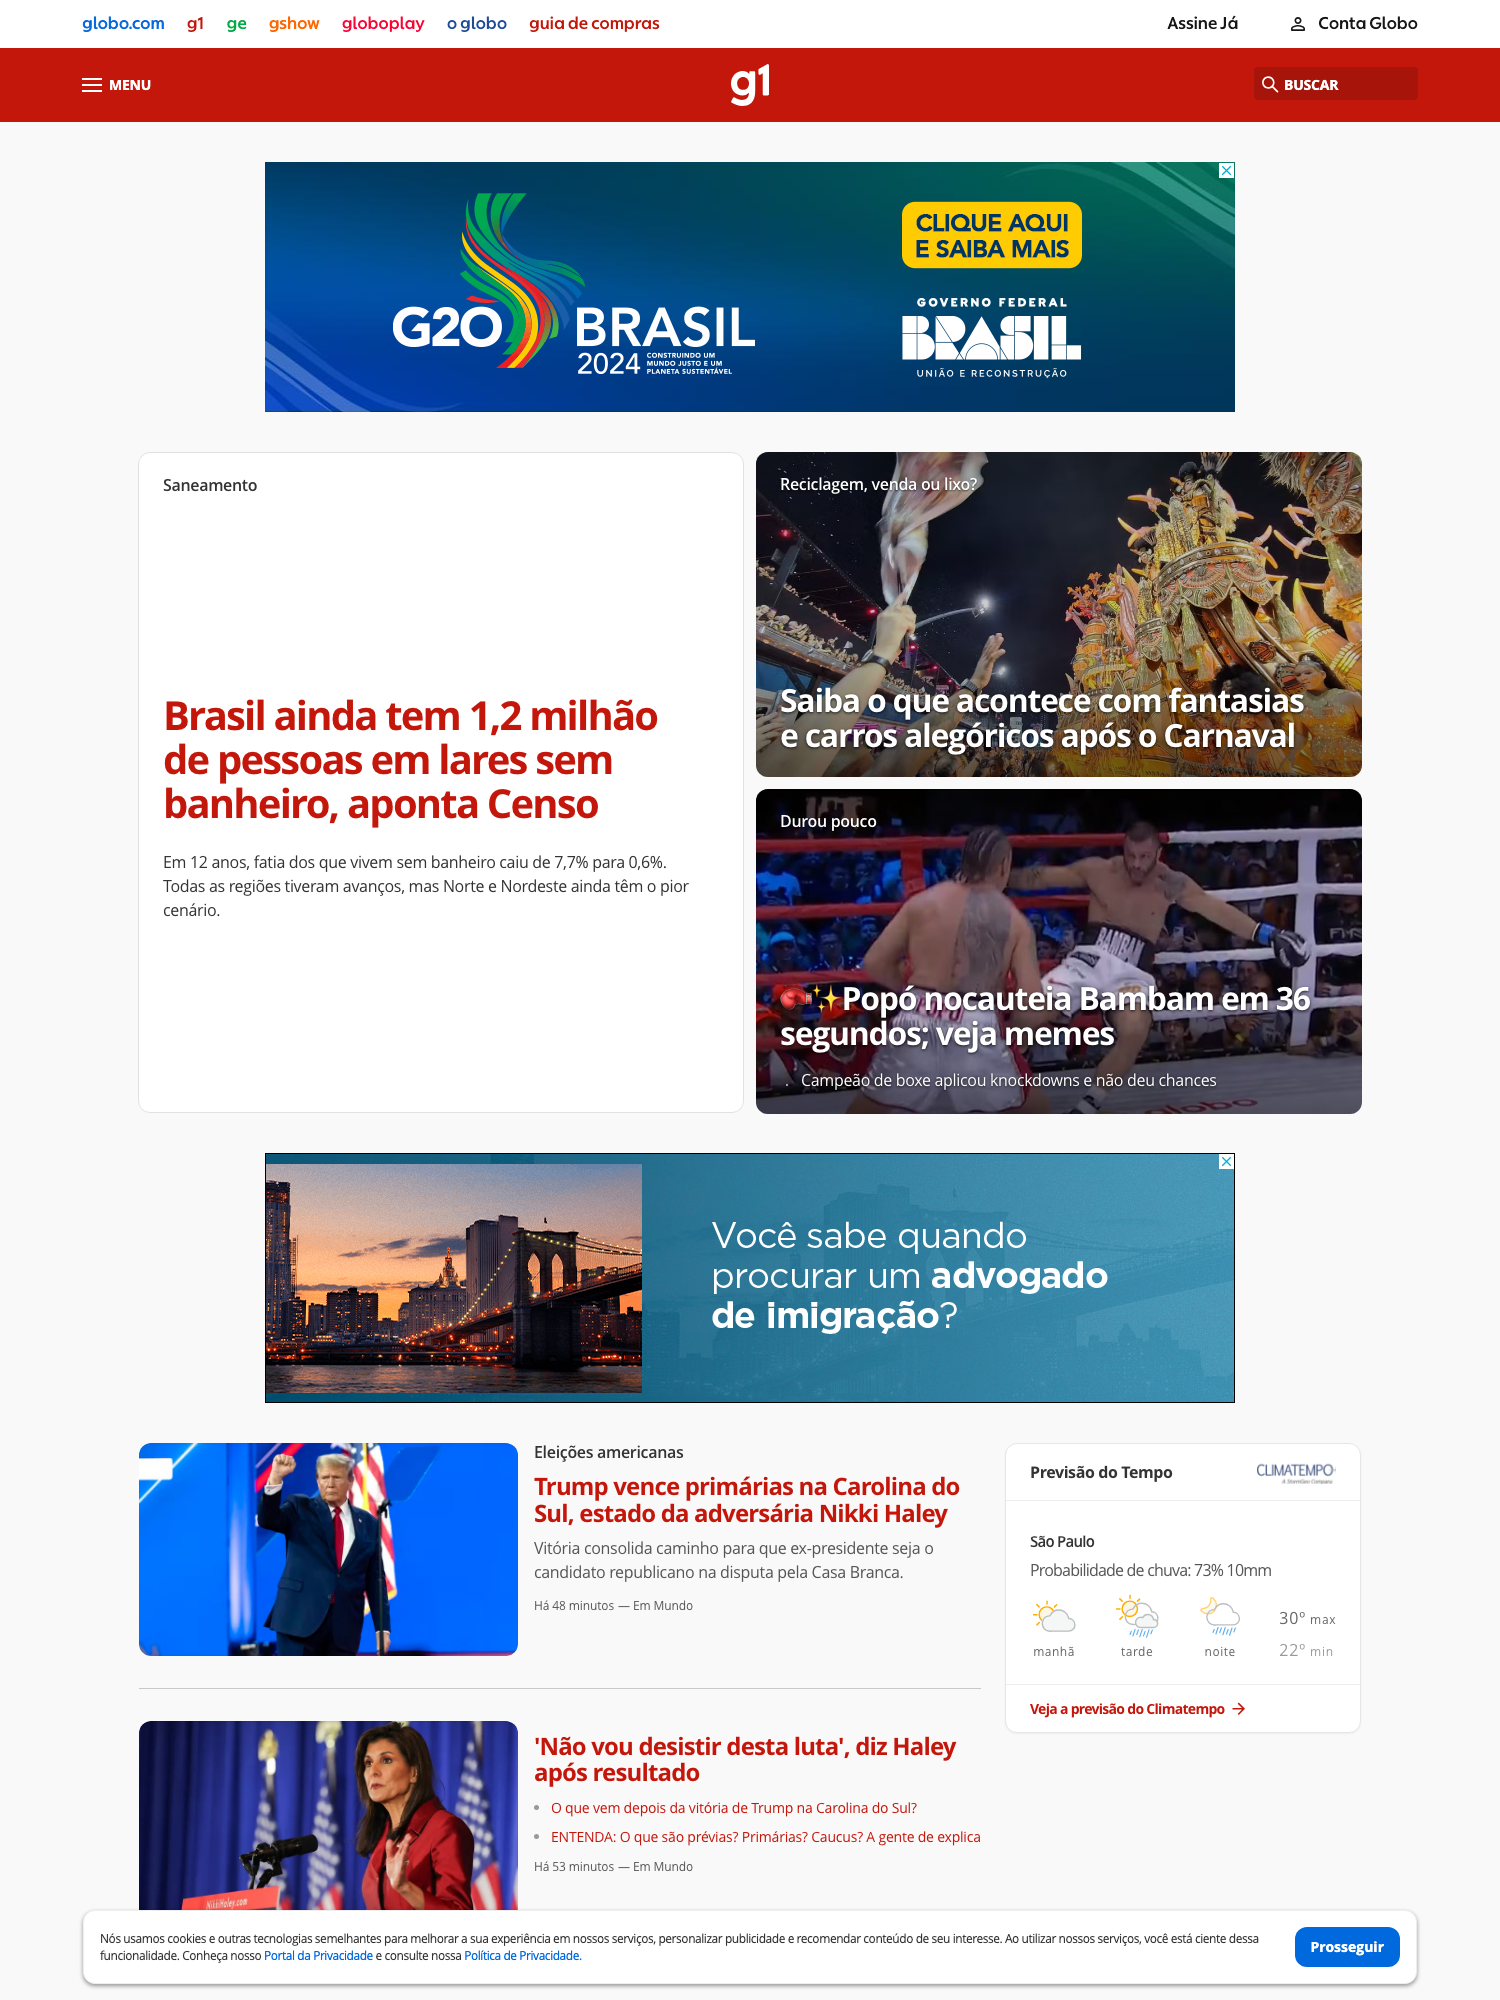 globo.com g1 ge gshow globoplay o globo guia de compras Assine Já Conta Globo
MENU g1 BUSCAR
G20 BRASIL
2024 CONSTRUINDO UM
MUNDO JUSTO E UM
PLANETA SUSTENTÁVEL
CLIQUE AQUI
E SAIBA MAIS
GOVERNO FEDERAL
BRASIL
UNIÃO E RECONSTRUÇÃO
Saneamento
Brasil ainda tem 1,2 milhão
de pessoas em lares sem
banheiro, aponta Censo
Em 12 anos, fatia dos que vivem sem banheiro caiu de 7,7% para 0,6%.
Todas as regiões tiveram avanços, mas Norte e Nordeste ainda têm o pior
cenário.
Reciclagem, venda ou lixo?
Saiba o que acontece com fantasias
e carros alegóricos após o Carnaval
Durou pouco
BAMBAM
🥊✨Popó nocauteia Bambam em 36
segundos; veja memes
. Campeão de boxe aplicou knockdowns e não deu chances
globo
Você sabe quando
procurar um advogado
de imigração?
Eleições americanas
Trump vence primárias na Carolina do
Sul, estado da adversária Nikki Haley
Vitória consolida caminho para que ex-presidente seja o
candidato republicano na disputa pela Casa Branca.
Há 48 minutos — Em Mundo
'Não vou desistir desta luta', diz Haley
após resultado
• O que vem depois da vitória de Trump na Carolina do Sul?
• ENTENDA: O que são prévias? Primárias? Caucus? A gente de explica
Há 53 minutos — Em Mundo
NikkiHaley.com
Previsão do Tempo CLIMATEMPO
A StormGeo Company
São Paulo
Probabilidade de chuva: 73% 10mm
manhã tarde noite
30º max
22º min
Veja a previsão do Climatempo →
Nós usamos cookies e outras tecnologias semelhantes para melhorar a sua experiência em nossos serviços, personalizar publicidade e recomendar conteúdo de seu interesse. Ao utilizar nossos serviços, você está ciente dessa
funcionalidade. Conheça nosso Portal da Privacidade e consulte nossa Política de Privacidade.
Prosseguir